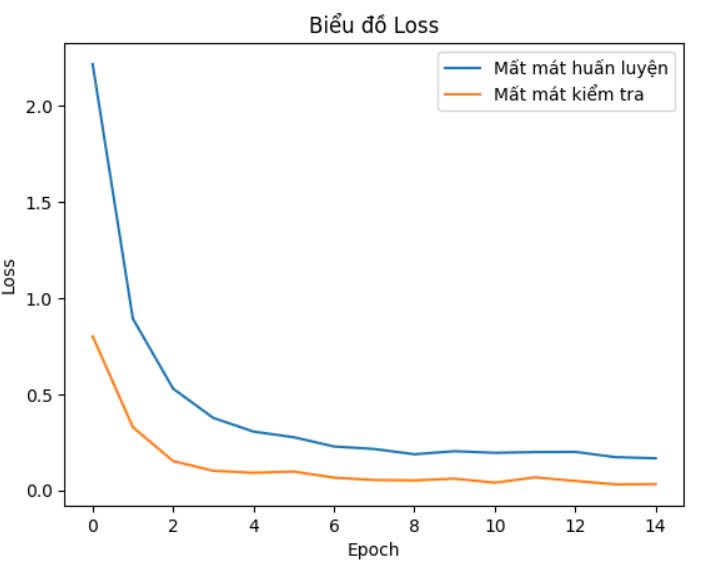 Biểu đồ Loss
Mất mát huấn luyện
Mất mát kiểm tra
2.0
1.5
1.0
0.5
0.0
Loss
0 2 4 6 8 10 12 14
Epoch